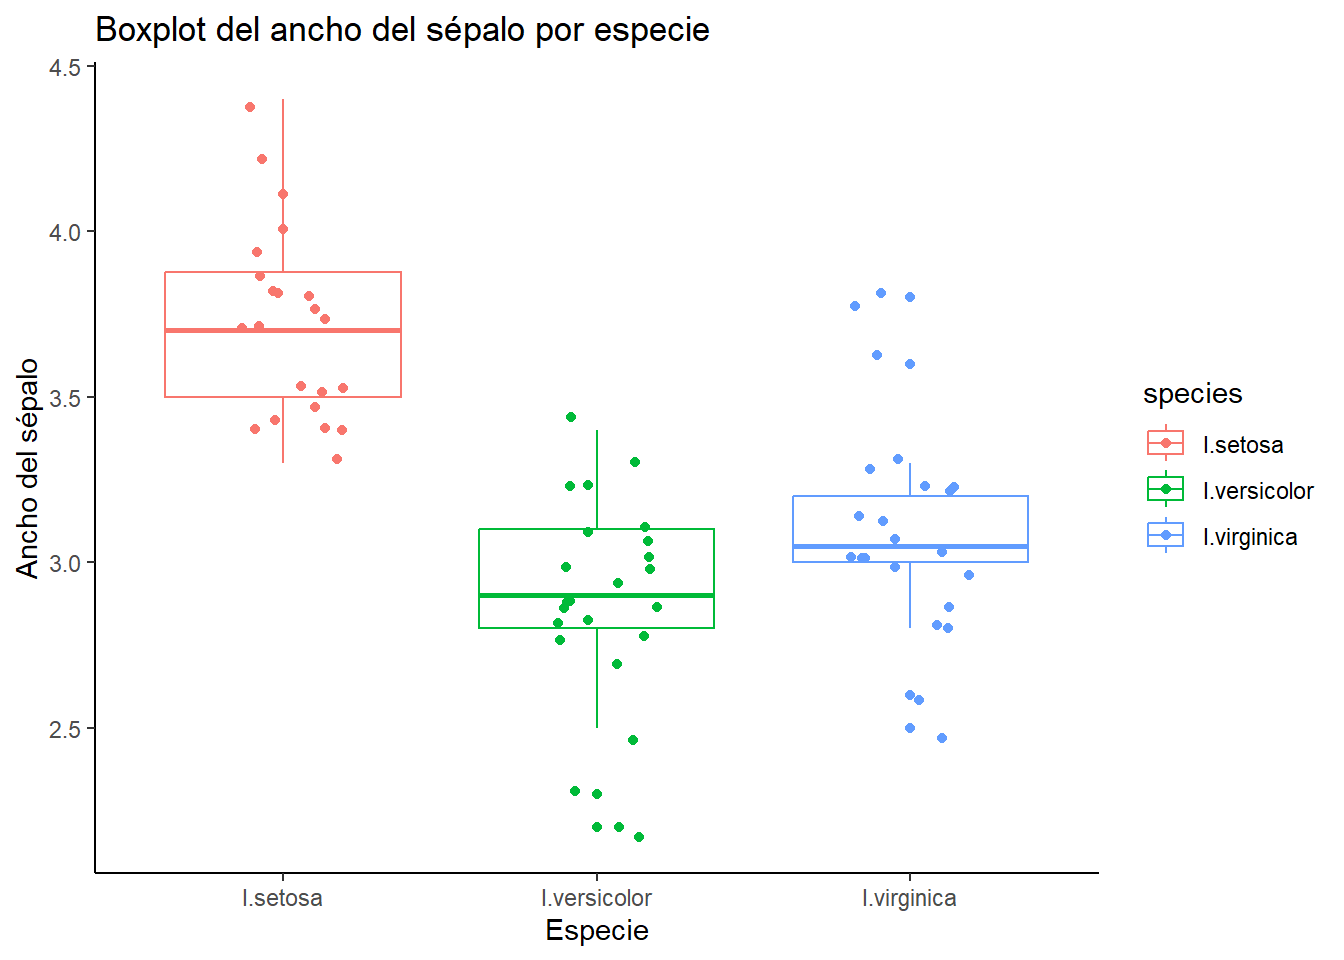 Boxplot del ancho del sépalo por especie
4.5
4.0
3.5
3.0
2.5
Ancho del sépalo
I.setosa
I.versicolor
I.virginica
Especie
species
I.setosa
I.versicolor
I.virginica